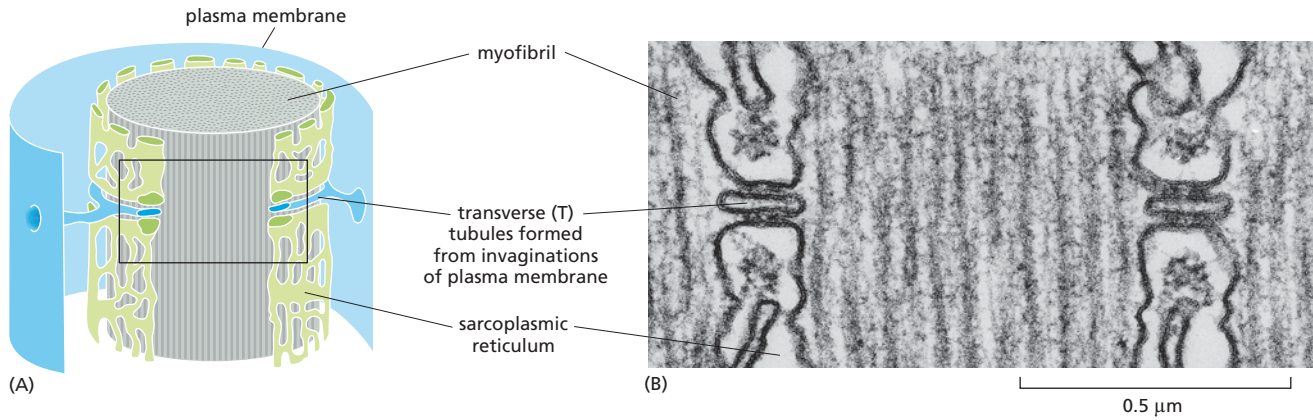 plasma membrane
myofibril
transverse (T)
tubules formed
from invaginations
of plasma membrane
sarcoplasmic
reticulum
(A)
(B)
0.5 µm